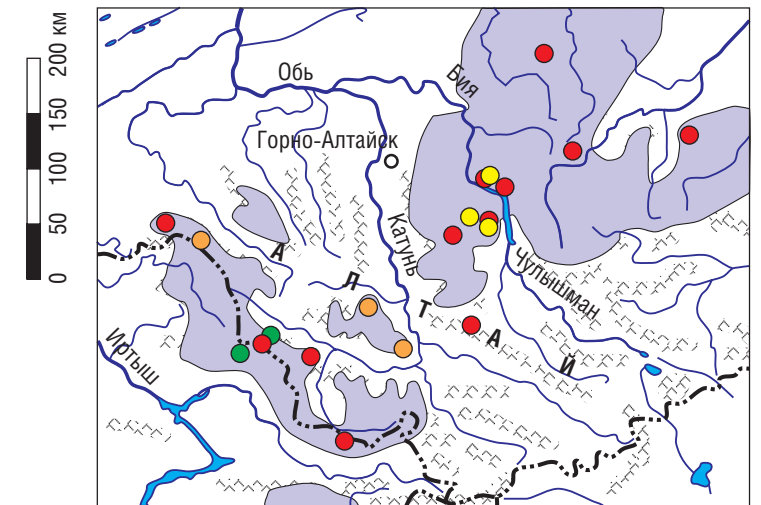 200 км
150
100
50
0
Обь
Бия
Горно-Алтайск
Катунь
Чулышман
Иртыш
А Л Т А Й